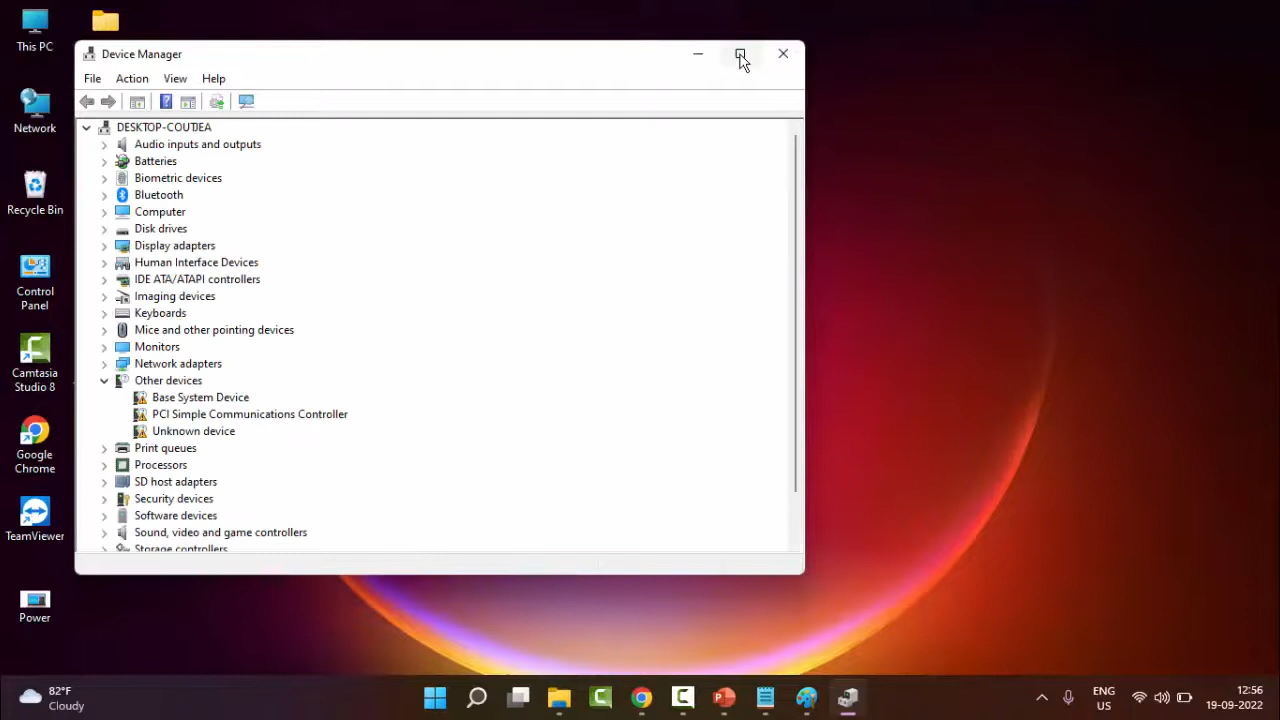 This PC
Network
Recycle Bin
Control
Panel
Camtasia
Studio 8
Google
Chrome
TeamViewer
Power
Device Manager
File Action View Help
DESKTOP-COUTJEA
Audio inputs and outputs
Batteries
Biometric devices
Bluetooth
Computer
Disk drives
Display adapters
Human Interface Devices
IDE ATA/ATAPI controllers
Imaging devices
Keyboards
Mice and other pointing devices
Monitors
Network adapters
Other devices
Base System Device
PCI Simple Communications Controller
Unknown device
Print queues
Processors
SD host adapters
Security devices
Software devices
Sound, video and game controllers
Storage controllers
82°F
Cloudy
ENG
US
12:56
19-09-2022